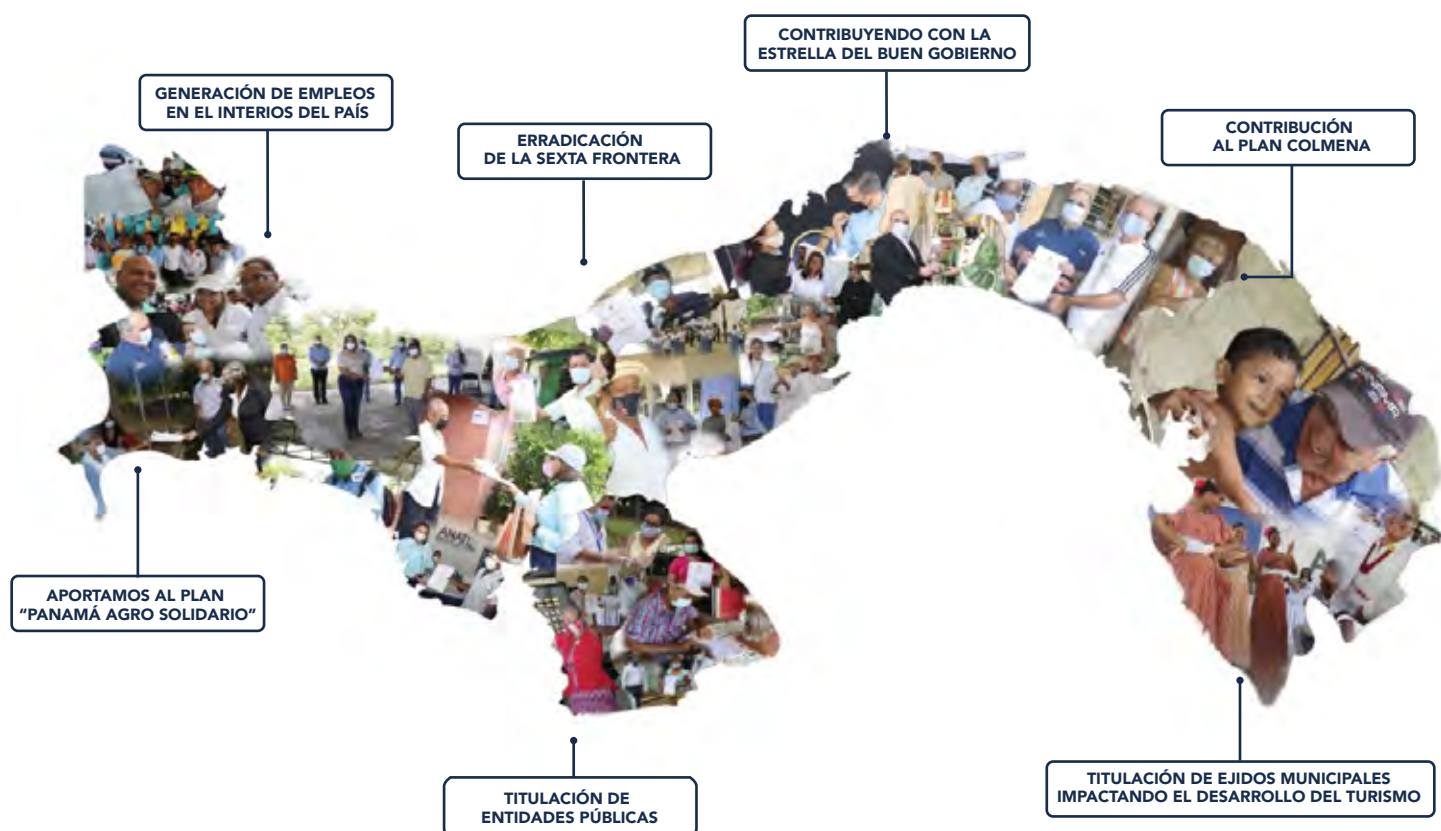 CONTRIBUYENDO CON LA
ESTRELLA DEL BUEN GOBIERNO
GENERACIÓN DE EMPLEOS
EN EL INTERIOS DEL PAÍS
ERRADICACIÓN
DE LA SEXTA FRONTERA
CONTRIBUCIÓN
AL PLAN COLMENA
ANATI
APORTAMOS AL PLAN
“PANAMÁ AGRO SOLIDARIO”
TITULACIÓN DE
ENTIDADES PÚBLICAS
TITULACIÓN DE EJIDOS MUNICIPALES
IMPACTANDO EL DESARROLLO DEL TURISMO